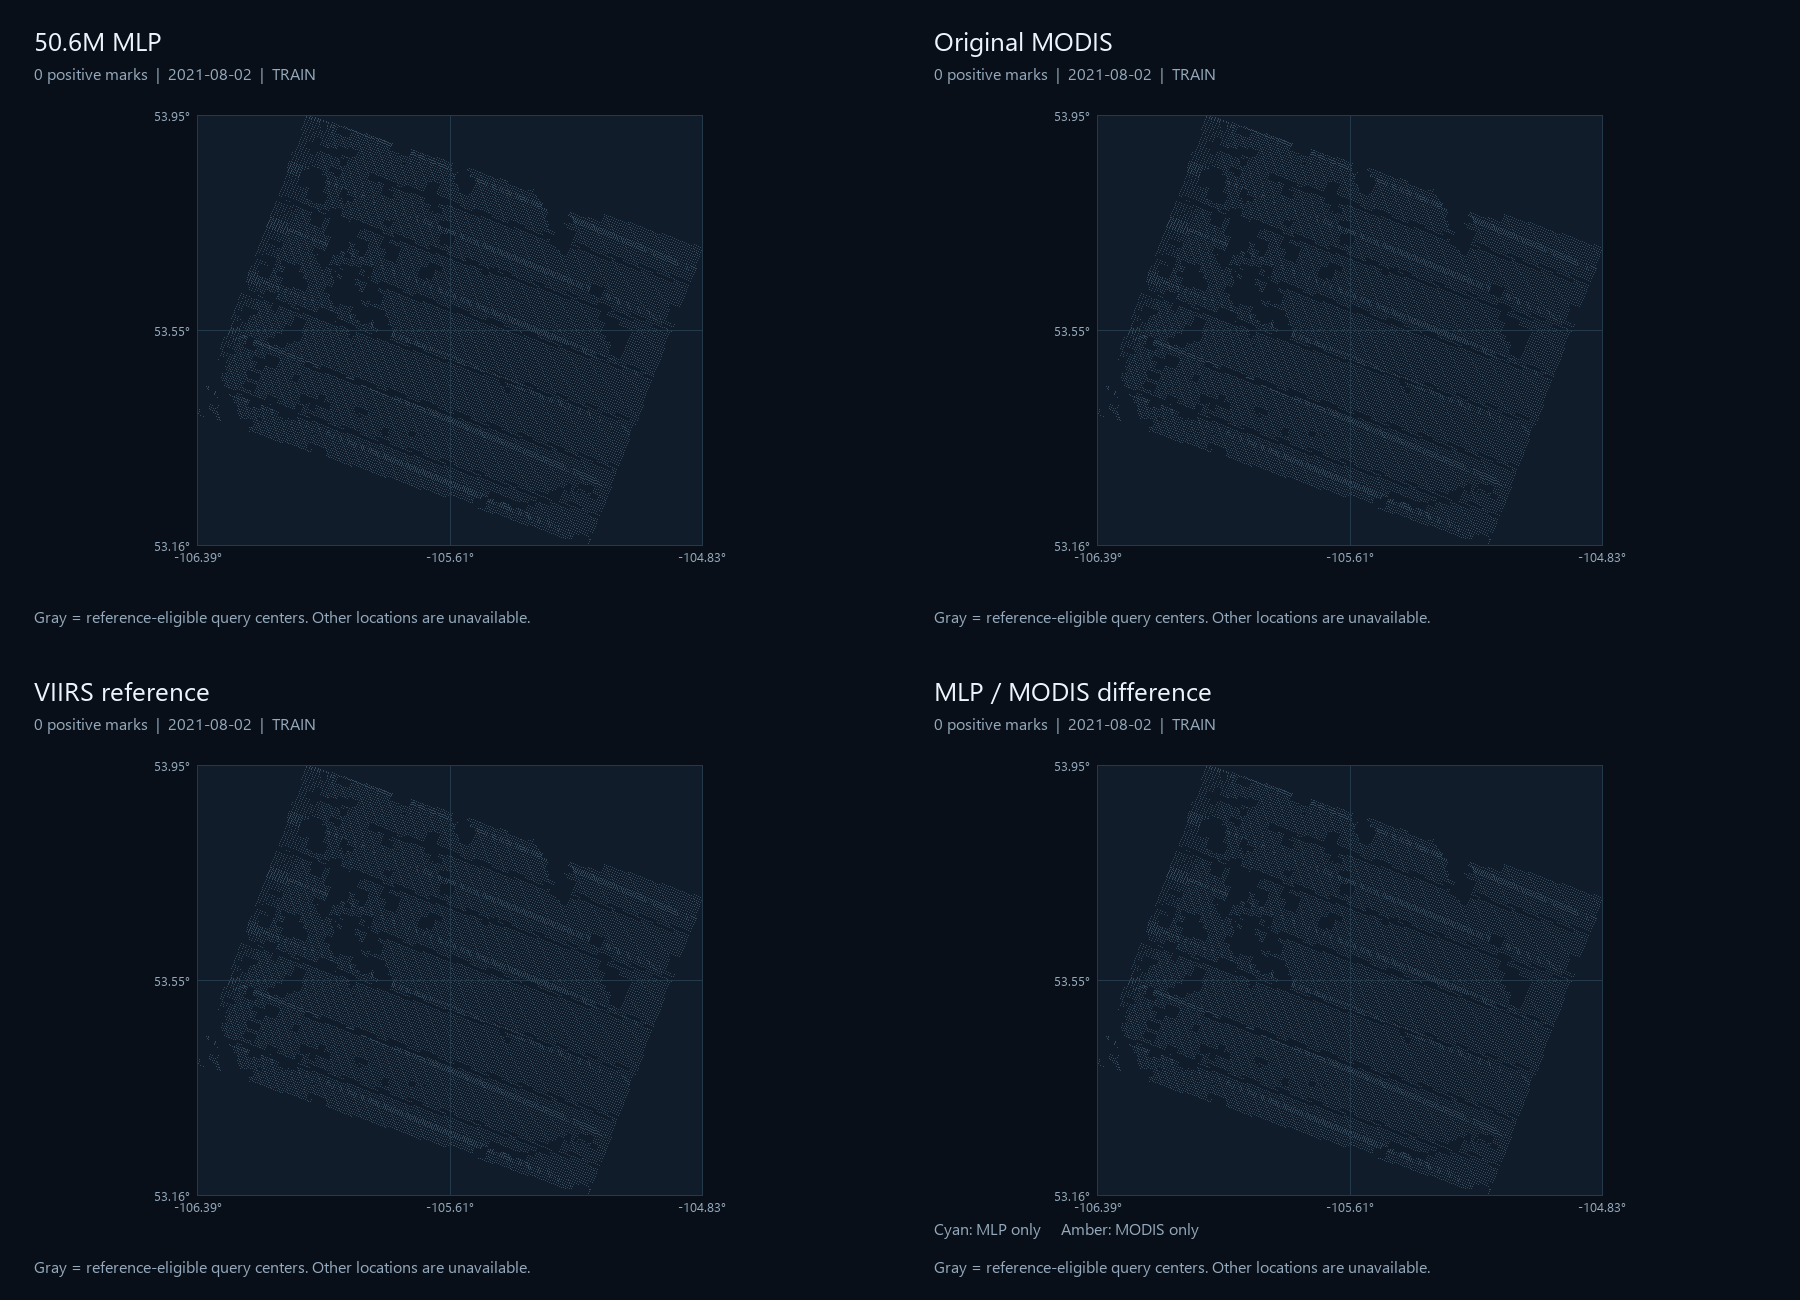 50.6M MLP
0 positive marks | 2021-08-02 | TRAIN
53.95°
53.55°
53.16°
-106.39°
-105.61°
-104.83°
Gray = reference-eligible query centers. Other locations are unavailable.
Original MODIS
0 positive marks | 2021-08-02 | TRAIN
53.95°
53.55°
53.16°
-106.39°
-105.61°
-104.83°
Gray = reference-eligible query centers. Other locations are unavailable.
VIIRS reference
0 positive marks | 2021-08-02 | TRAIN
53.95°
53.55°
53.16°
-106.39°
-105.61°
-104.83°
Gray = reference-eligible query centers. Other locations are unavailable.
MLP / MODIS difference
0 positive marks | 2021-08-02 | TRAIN
53.95°
53.55°
53.16°
-106.39°
-105.61°
-104.83°
Cyan: MLP only Amber: MODIS only
Gray = reference-eligible query centers. Other locations are unavailable.